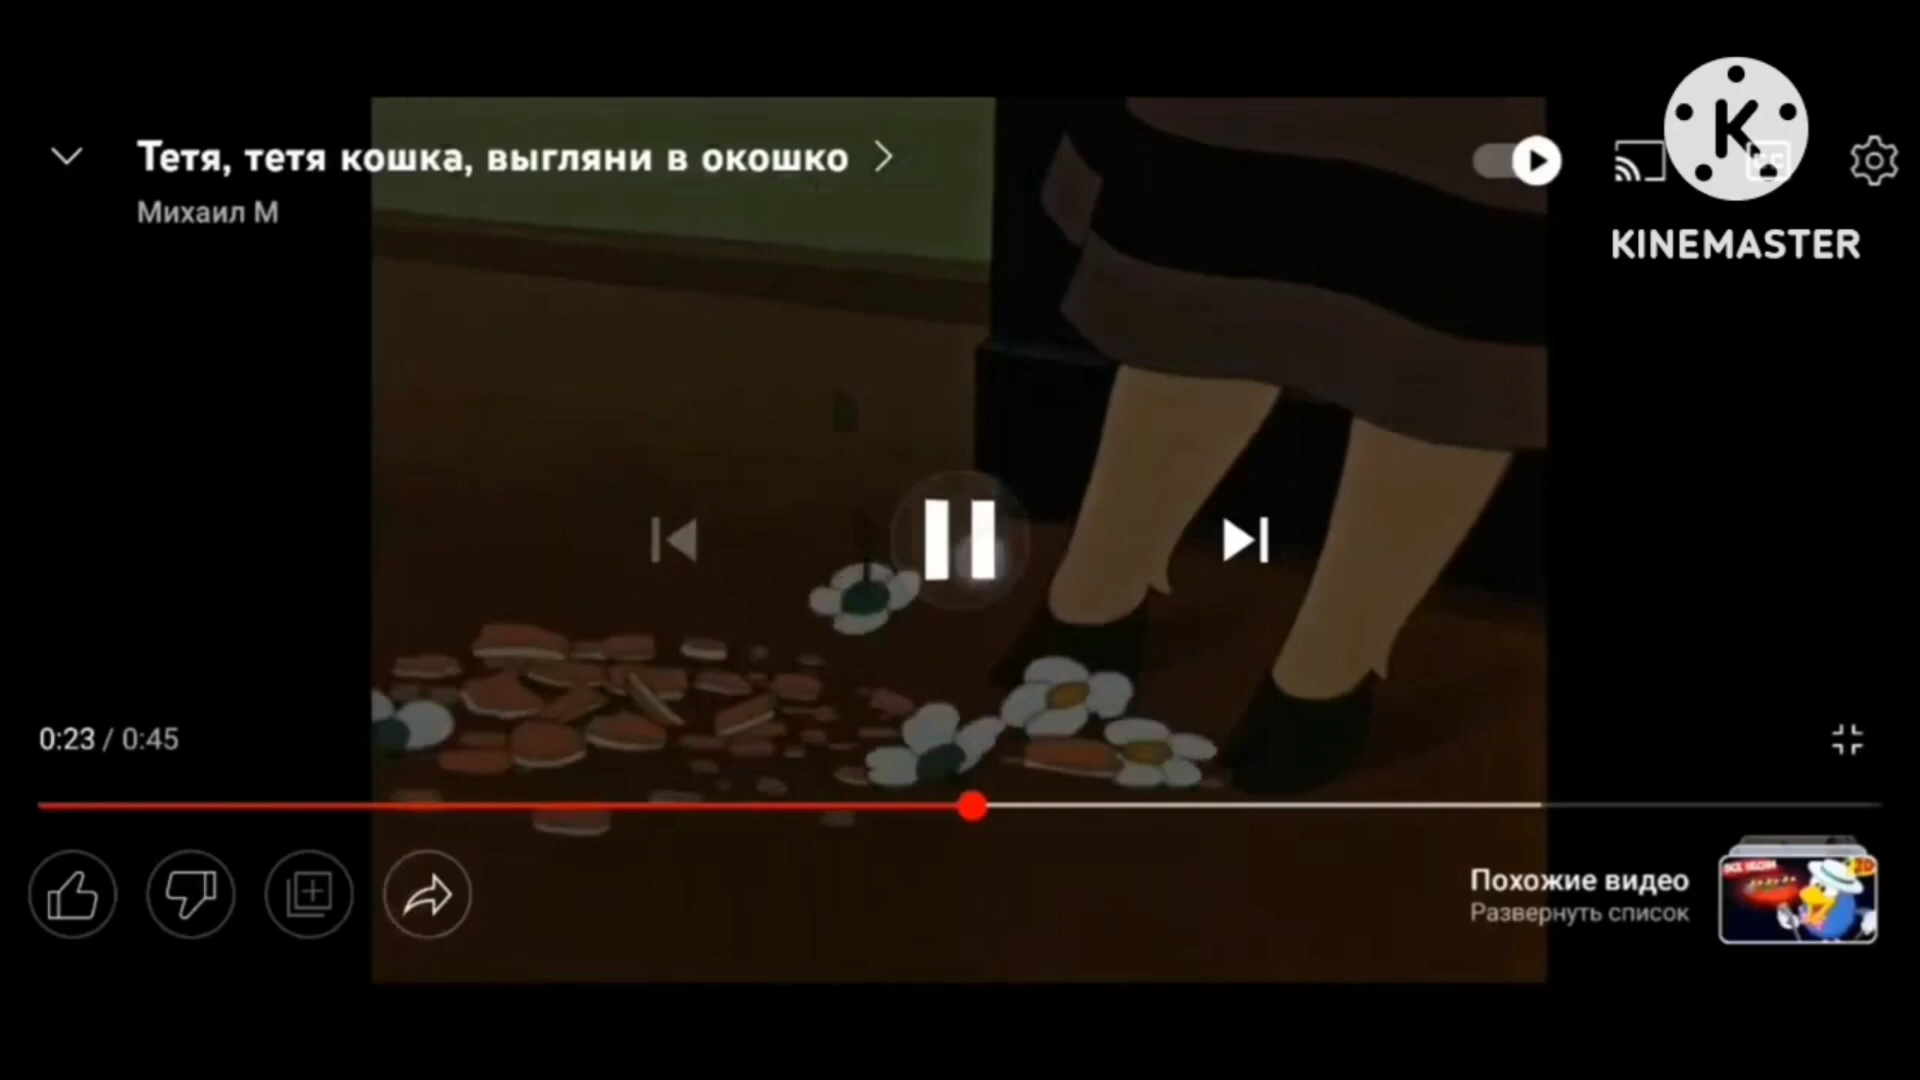 Тетя, тетя кошка, выгляни в окошко
Михаил М
K
KINEMASTER
0:23 / 0:45
Похожие видео
Развернуть список